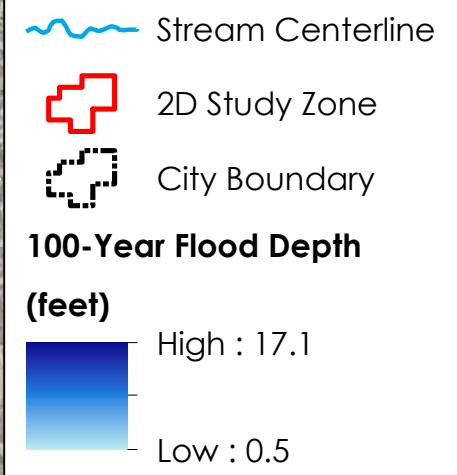 Stream Centerline
2D Study Zone
City Boundary
100-Year Flood Depth
(feet)
High : 17.1
Low : 0.5